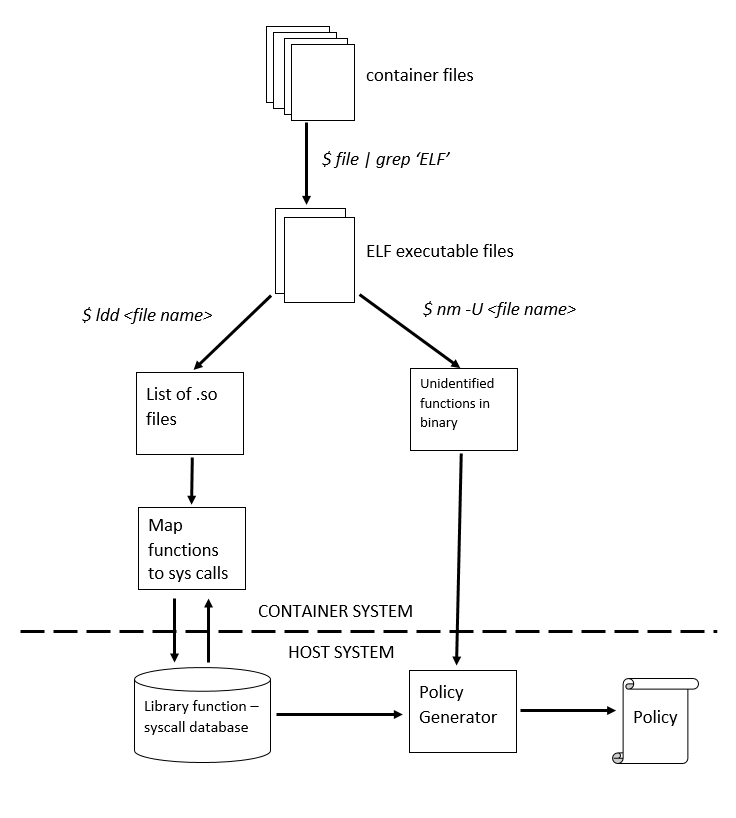 container files
$ file | grep ‘ELF’
ELF executable files
$ ldd <file name>
$ nm -U <file name>
List of .so
files
Unidentified
functions in
binary
Map
functions
to sys calls
CONTAINER SYSTEM
HOST SYSTEM
Library function –
syscall database
Policy
Generator
Policy